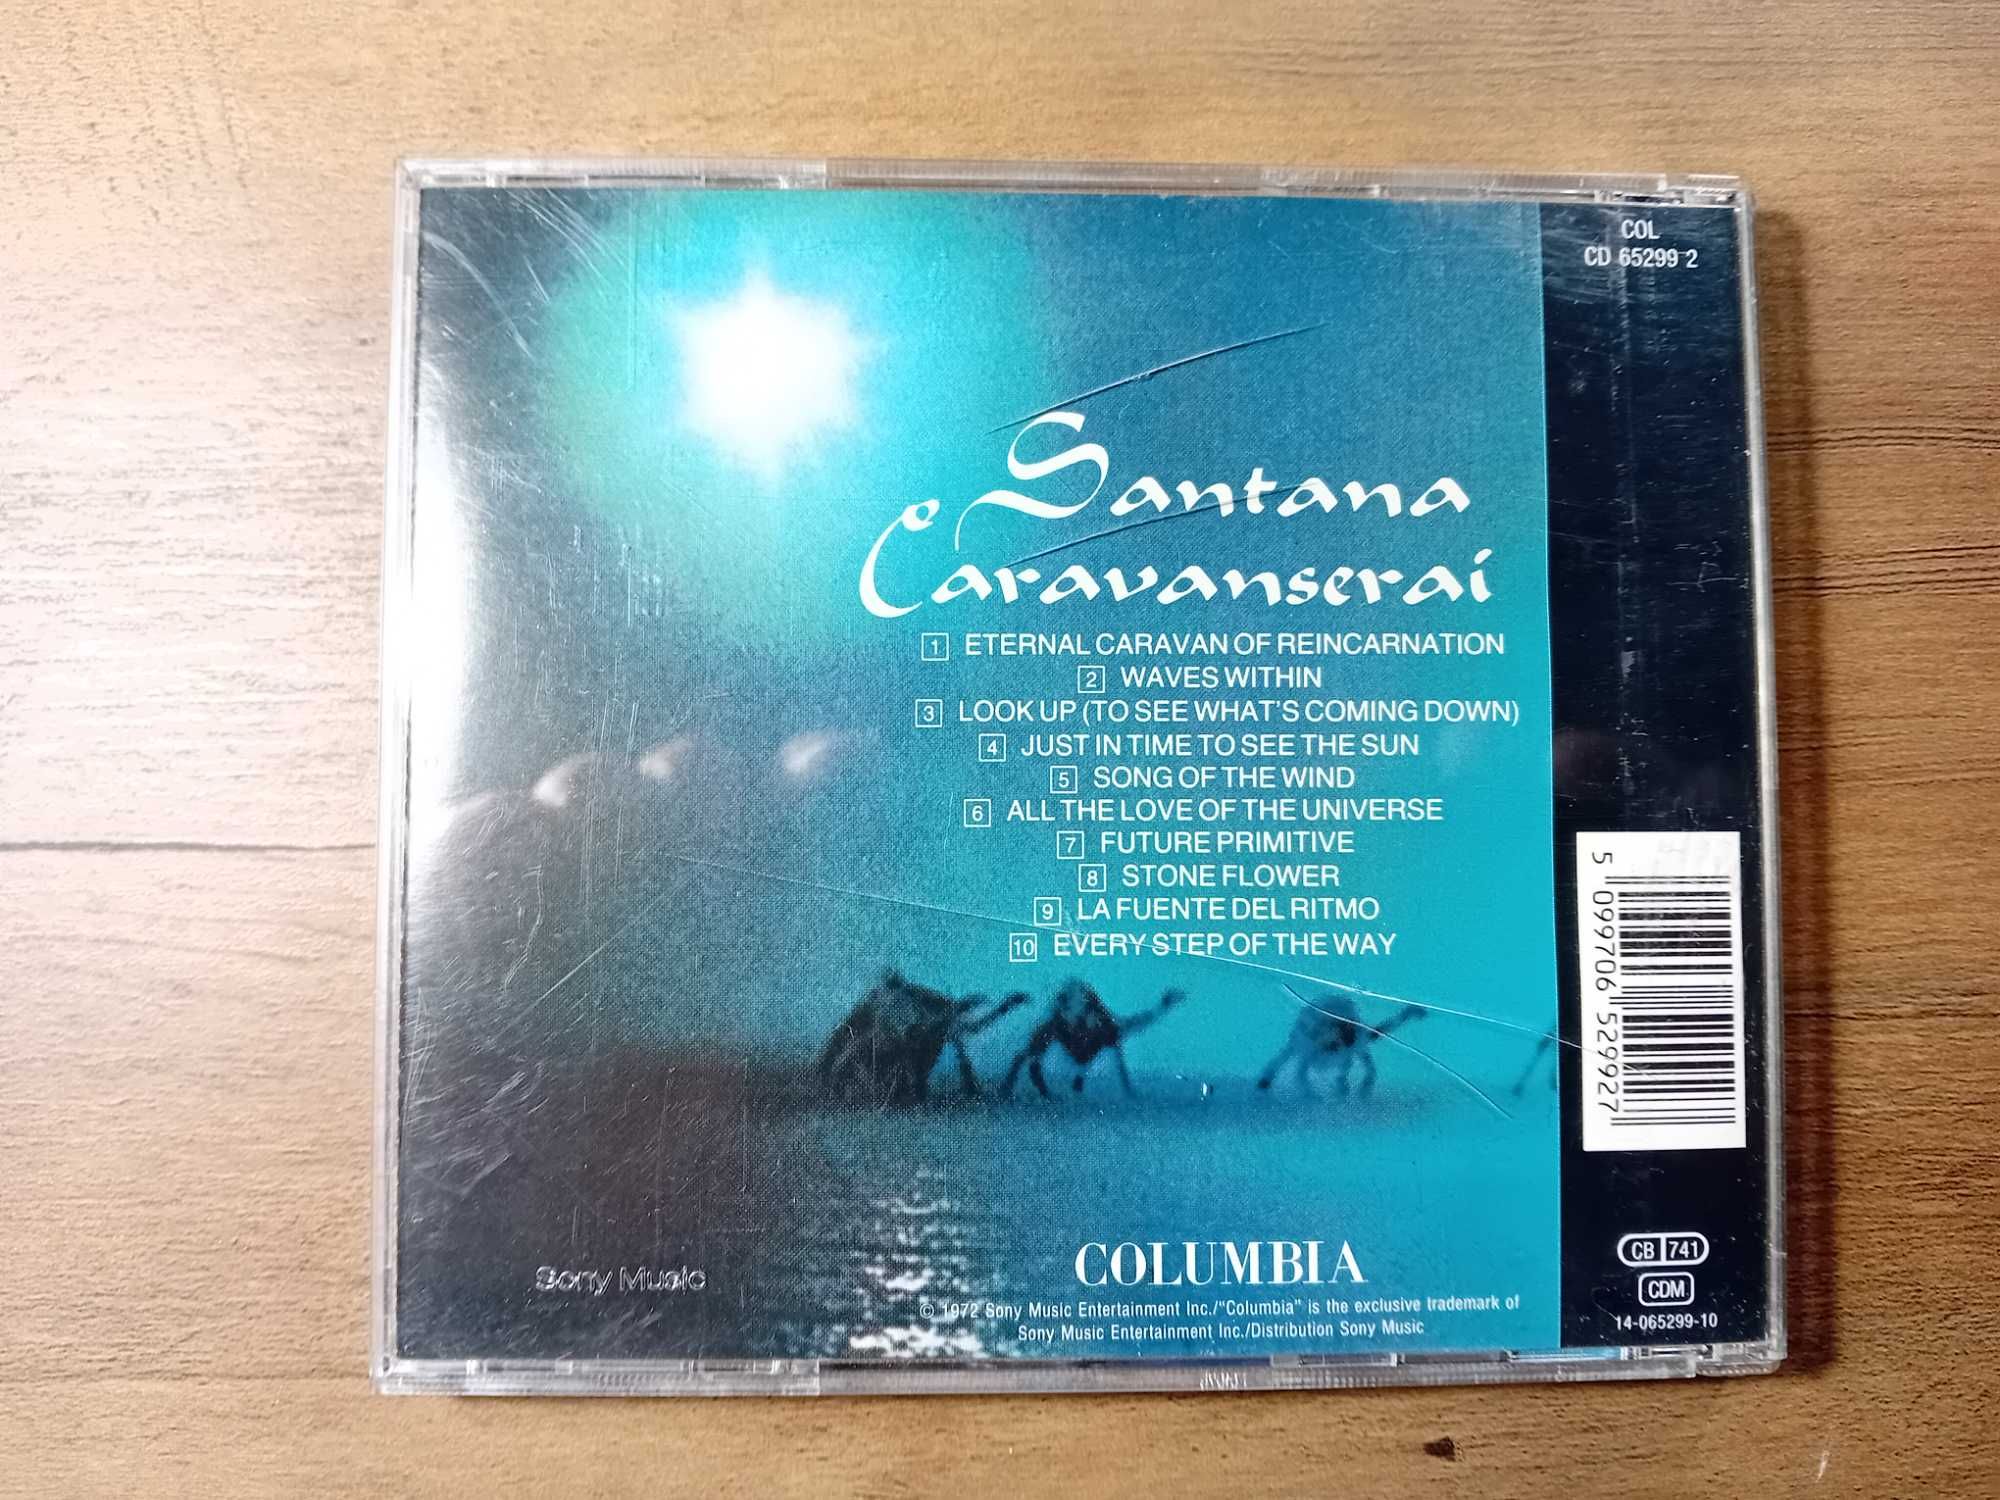 COL
CD 65299 2
Santana
Caravanserai
1 ETERNAL CARAVAN OF REINCARNATION
2 WAVES WITHIN
3 LOOK UP (TO SEE WHAT'S COMING DOWN)
4 JUST IN TIME TO SEE THE SUN
5 SONG OF THE WIND
6 ALL THE LOVE OF THE UNIVERSE
7 FUTURE PRIMITIVE
8 STONE FLOWER
9 LA FUENTE DEL RITMO
10 EVERY STEP OF THE WAY
5 099706 529927
Sony Music
COLUMBIA
© 1972 Sony Music Entertainment Inc./"Columbia" is the exclusive trademark of
Sony Music Entertainment Inc./Distribution Sony Music
CB 741
CDM
14-065299-10